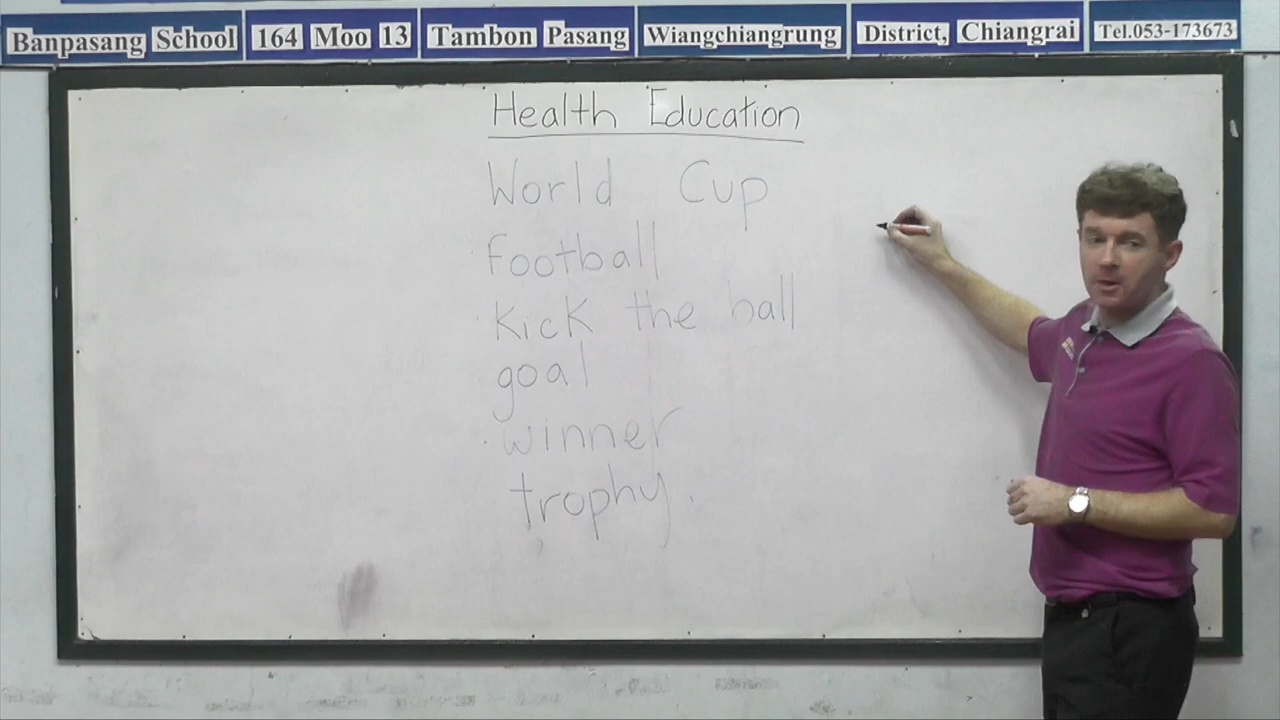 Banpasang School 164 Moo 13 Tambon Pasang Wiangchiangrung District, Chiangrai Tel.053-173673
Health Education
World Cup
football
Kick the ball
goal
winner
trophy.